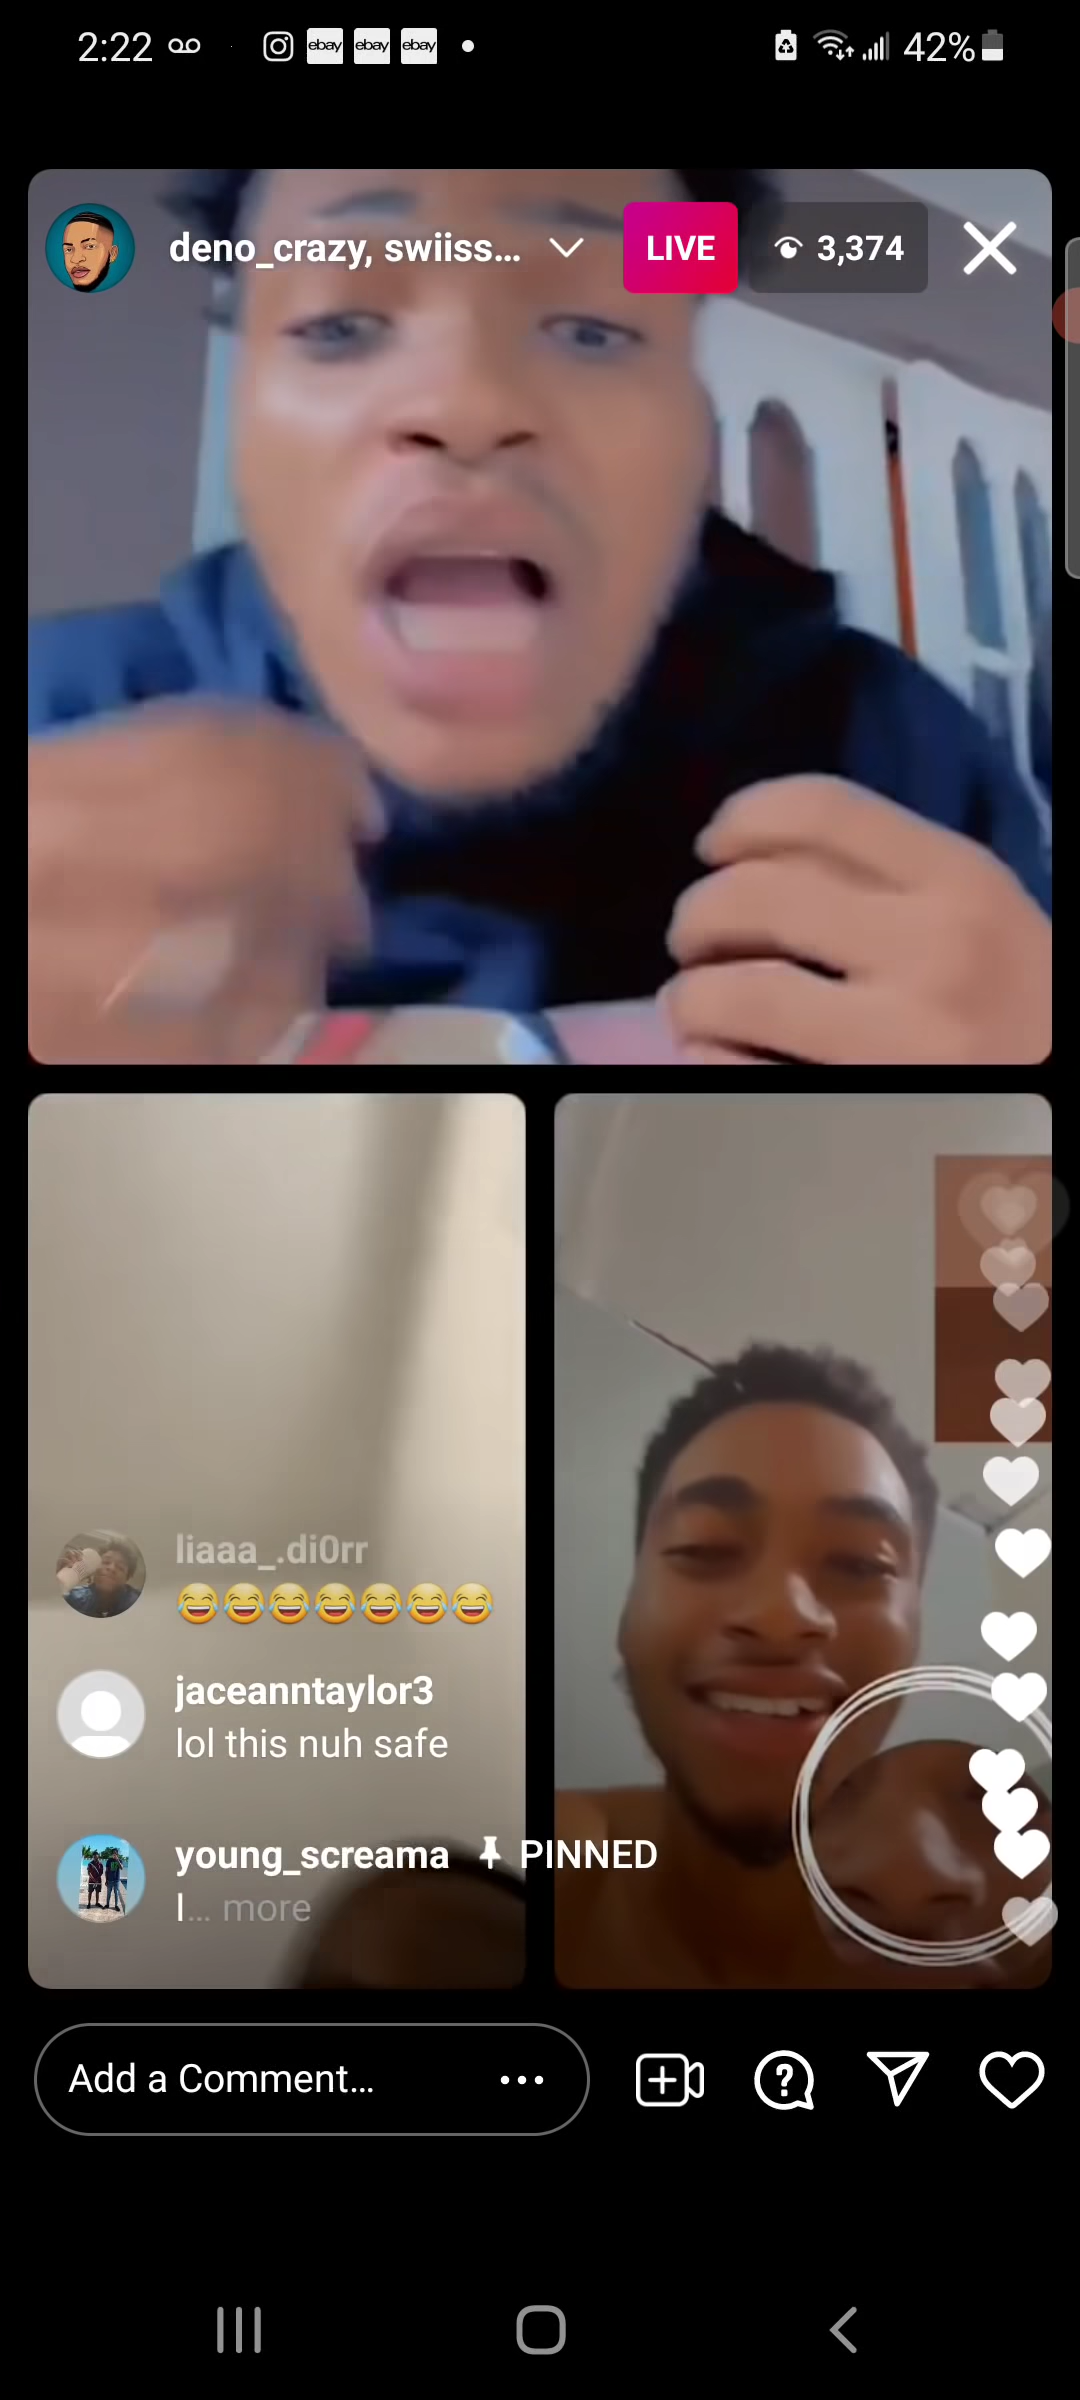 2:22 ebay ebay ebay 42%
deno_crazy, swiiss... LIVE 3,374
liaaa_.di0rr
😂😂😂😂😂😂😂
jaceanntaylor3
lol this nuh safe
young_screama PINNED
I... more
Add a Comment...